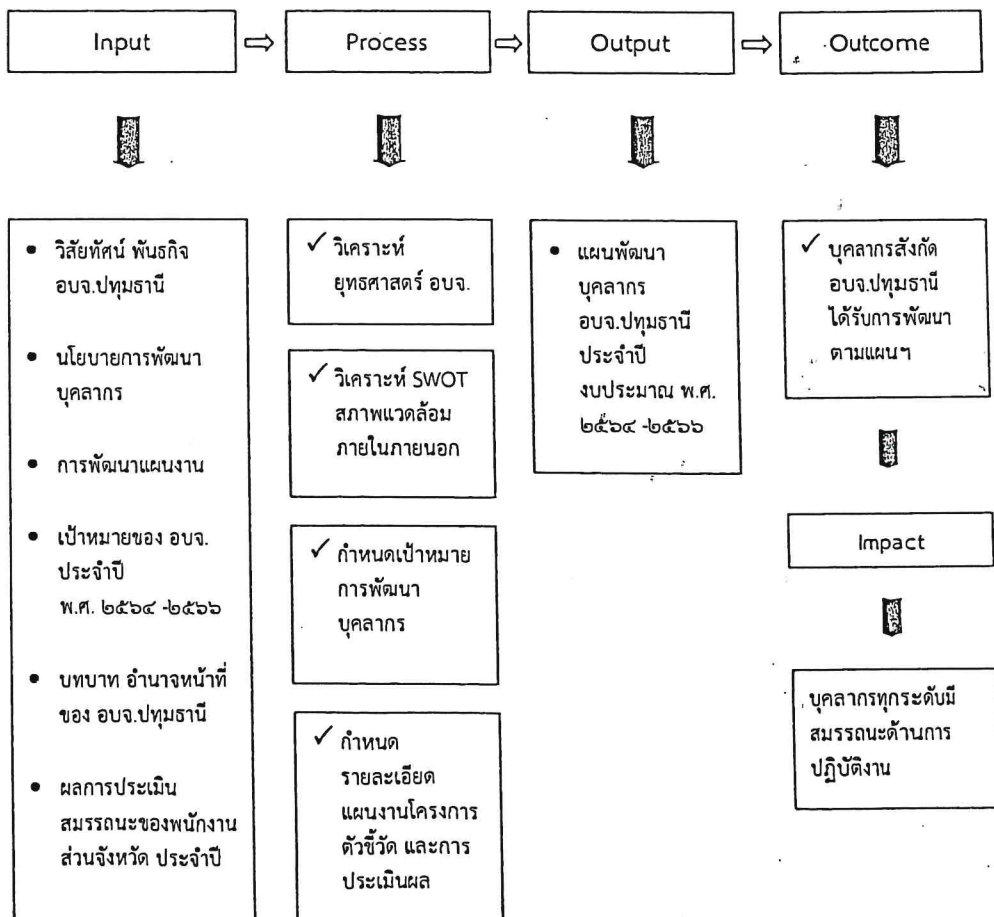 Input
Process
Output
Outcome
• วิสัยทัศน์ พันธกิจ
อบจ.ปทุมธานี
• นโยบายการพัฒนา
บุคลากร
• การพัฒนาแผนงาน
• เป้าหมายของ อบจ.
ประจำปี
พ.ศ. ๒๕๖๔ -๒๕๖๖
• บทบาท อำนาจหน้าที่
ของ อบจ.ปทุมธานี
• ผลการประเมิน
สมรรถนะของพนักงาน
ส่วนจังหวัด ประจำปี
✓ วิเคราะห์
ยุทธศาสตร์ อบจ.
✓ วิเคราะห์ SWOT
สภาพแวดล้อม
ภายในภายนอก
✓ กำหนดเป้าหมาย
การพัฒนา
บุคลากร
✓ กำหนด
รายละเอียด
แผนงานโครงการ
ตัวชี้วัด และการ
ประเมินผล
• แผนพัฒนา
บุคลากร
อบจ.ปทุมธานี
ประจำปี
งบประมาณ พ.ศ.
๒๕๖๔ -๒๕๖๖
✓ บุคลากรสังกัด
อบจ.ปทุมธานี
ได้รับการพัฒนา
ตามแผนฯ
Impact
บุคลากรทุกระดับมี
สมรรถนะด้านการ
ปฏิบัติงาน